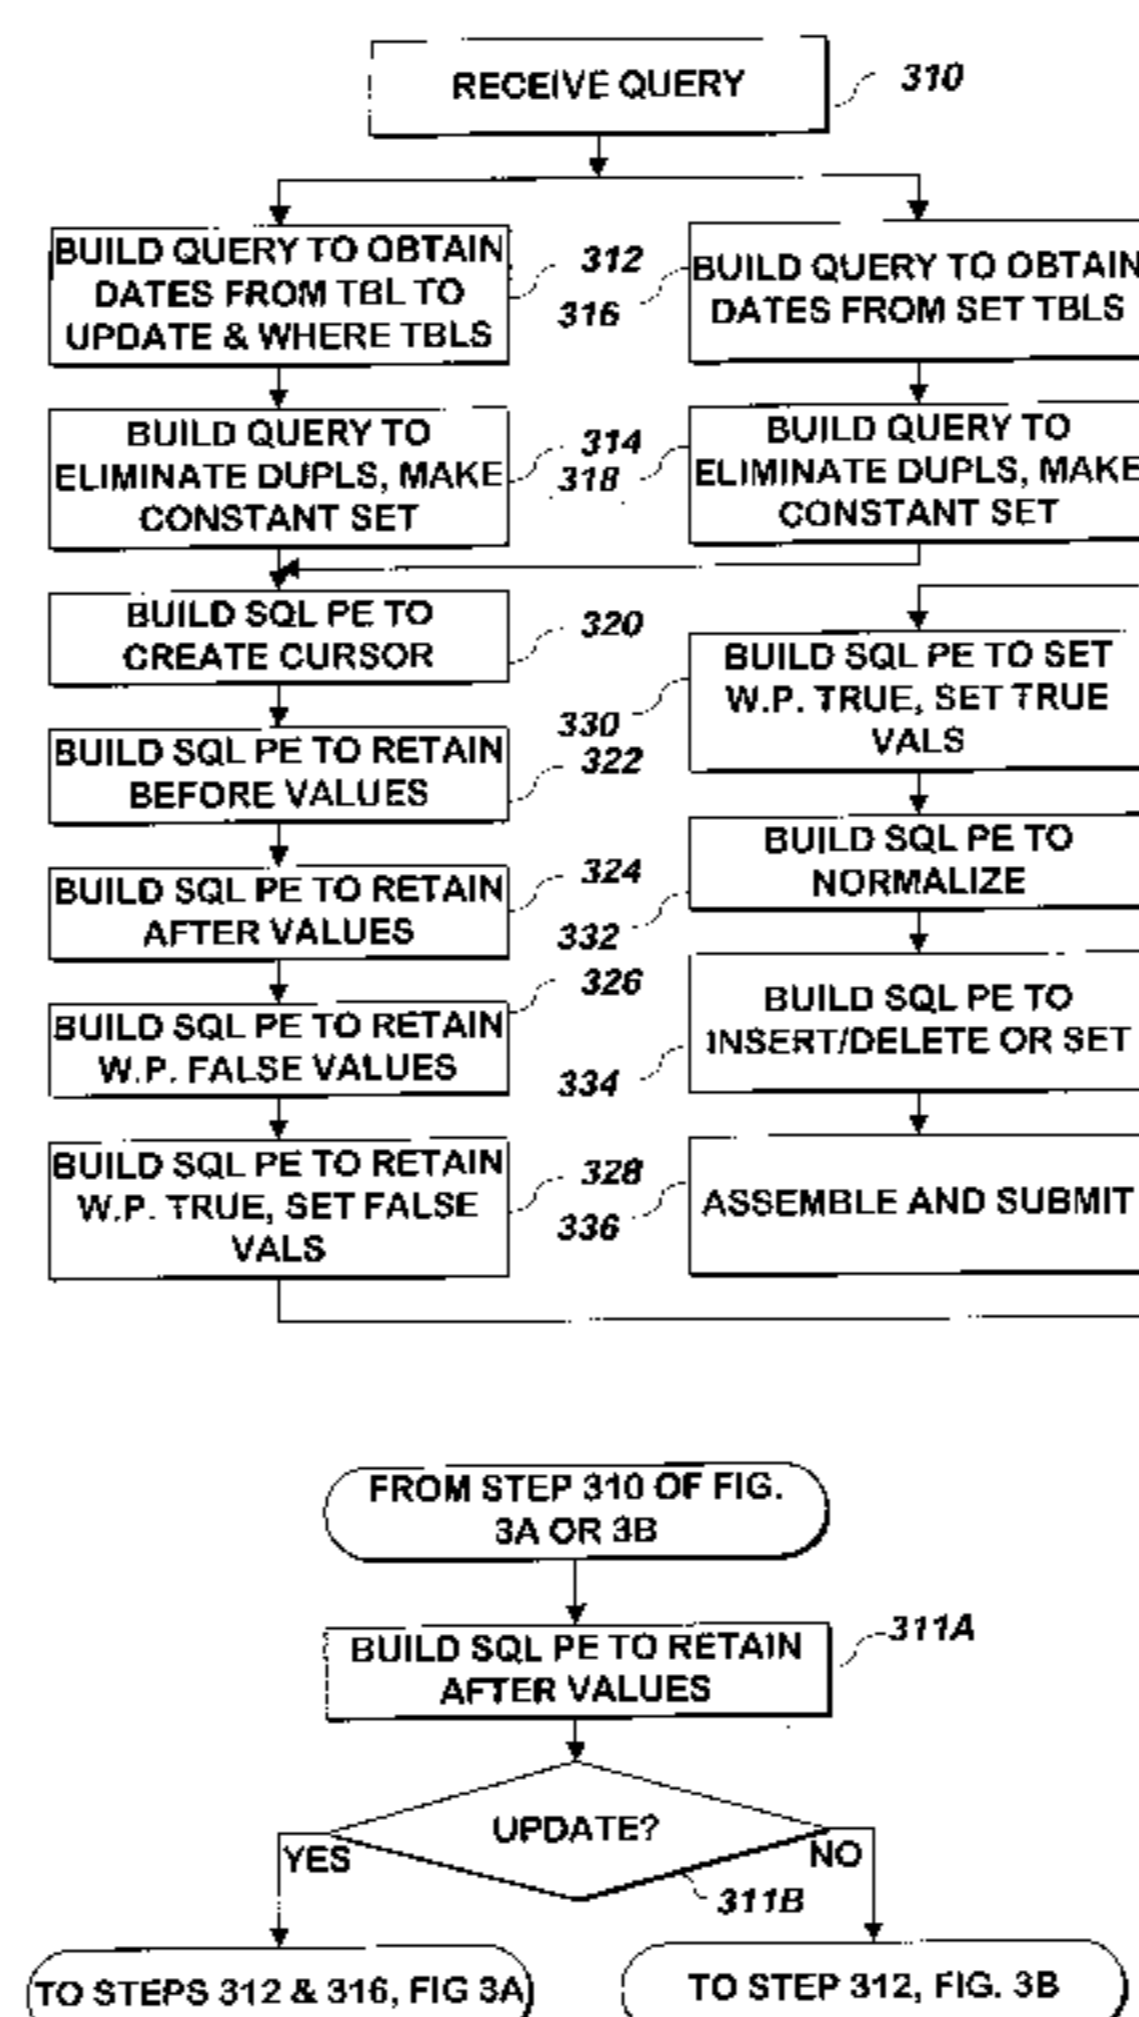 RECEIVE QUERY
310
BUILD QUERY TO OBTAIN
DATES FROM TBL TO
UPDATE & WHERE TBLS
312
316
BUILD QUERY TO OBTAIN
DATES FROM SET TBLS
BUILD QUERY TO
ELIMINATE DUPLS, MAKE
CONSTANT SET
314
318
BUILD QUERY TO
ELIMINATE DUPLS, MAKE
CONSTANT SET
BUILD SQL PE TO
CREATE CURSOR
320
330
BUILD SQL PE TO SET
W.P. TRUE, SET TRUE
VALS
BUILD SQL PE TO RETAIN
BEFORE VALUES
322
BUILD SQL PE TO
NORMALIZE
332
BUILD SQL PE TO RETAIN
AFTER VALUES
324
BUILD SQL PE TO RETAIN
W.P. FALSE VALUES
326
BUILD SQL PE TO
INSERT/DELETE OR SET
334
BUILD SQL PE TO RETAIN
W.P. TRUE, SET FALSE
VALS
328
336
ASSEMBLE AND SUBMIT
FROM STEP 310 OF FIG.
3A OR 3B
BUILD SQL PE TO RETAIN
AFTER VALUES
311A
UPDATE?
YES
NO
311B
TO STEPS 312 & 316, FIG 3A
TO STEP 312, FIG. 3B